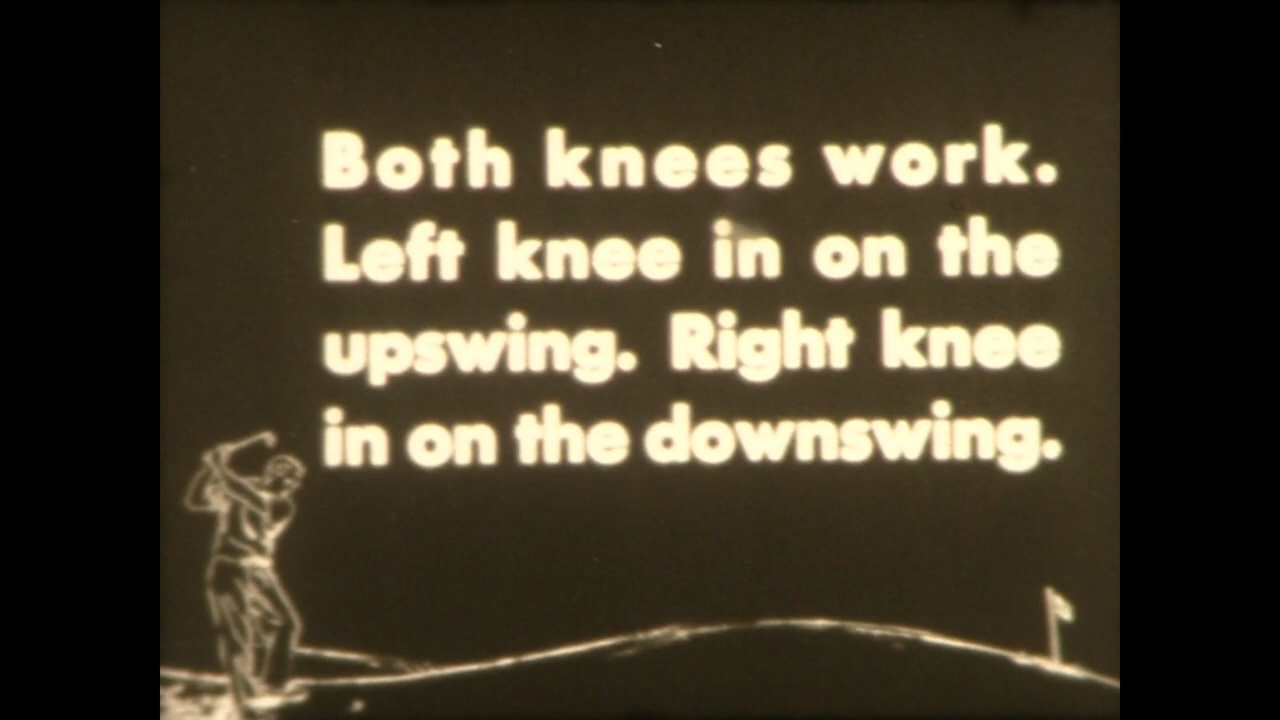 Both knees work.
Left knee in on the
upswing. Right knee
in on the downswing.